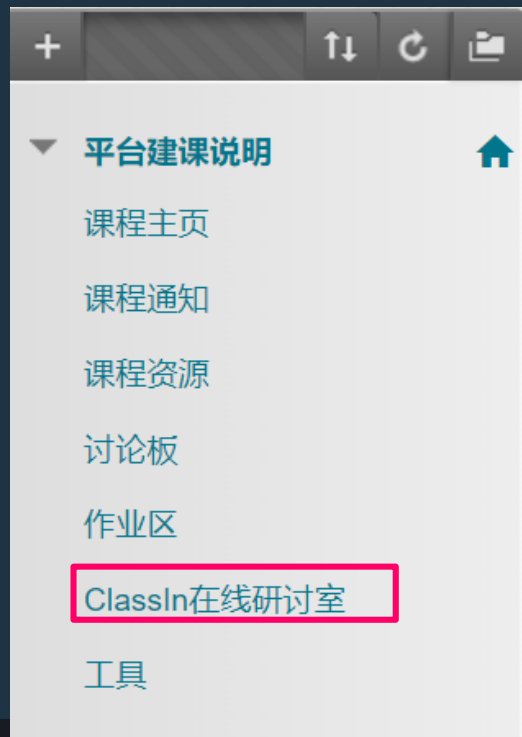 平台建课说明
课程主页
课程通知
课程资源
讨论板
作业区
ClassIn在线研讨室
工具